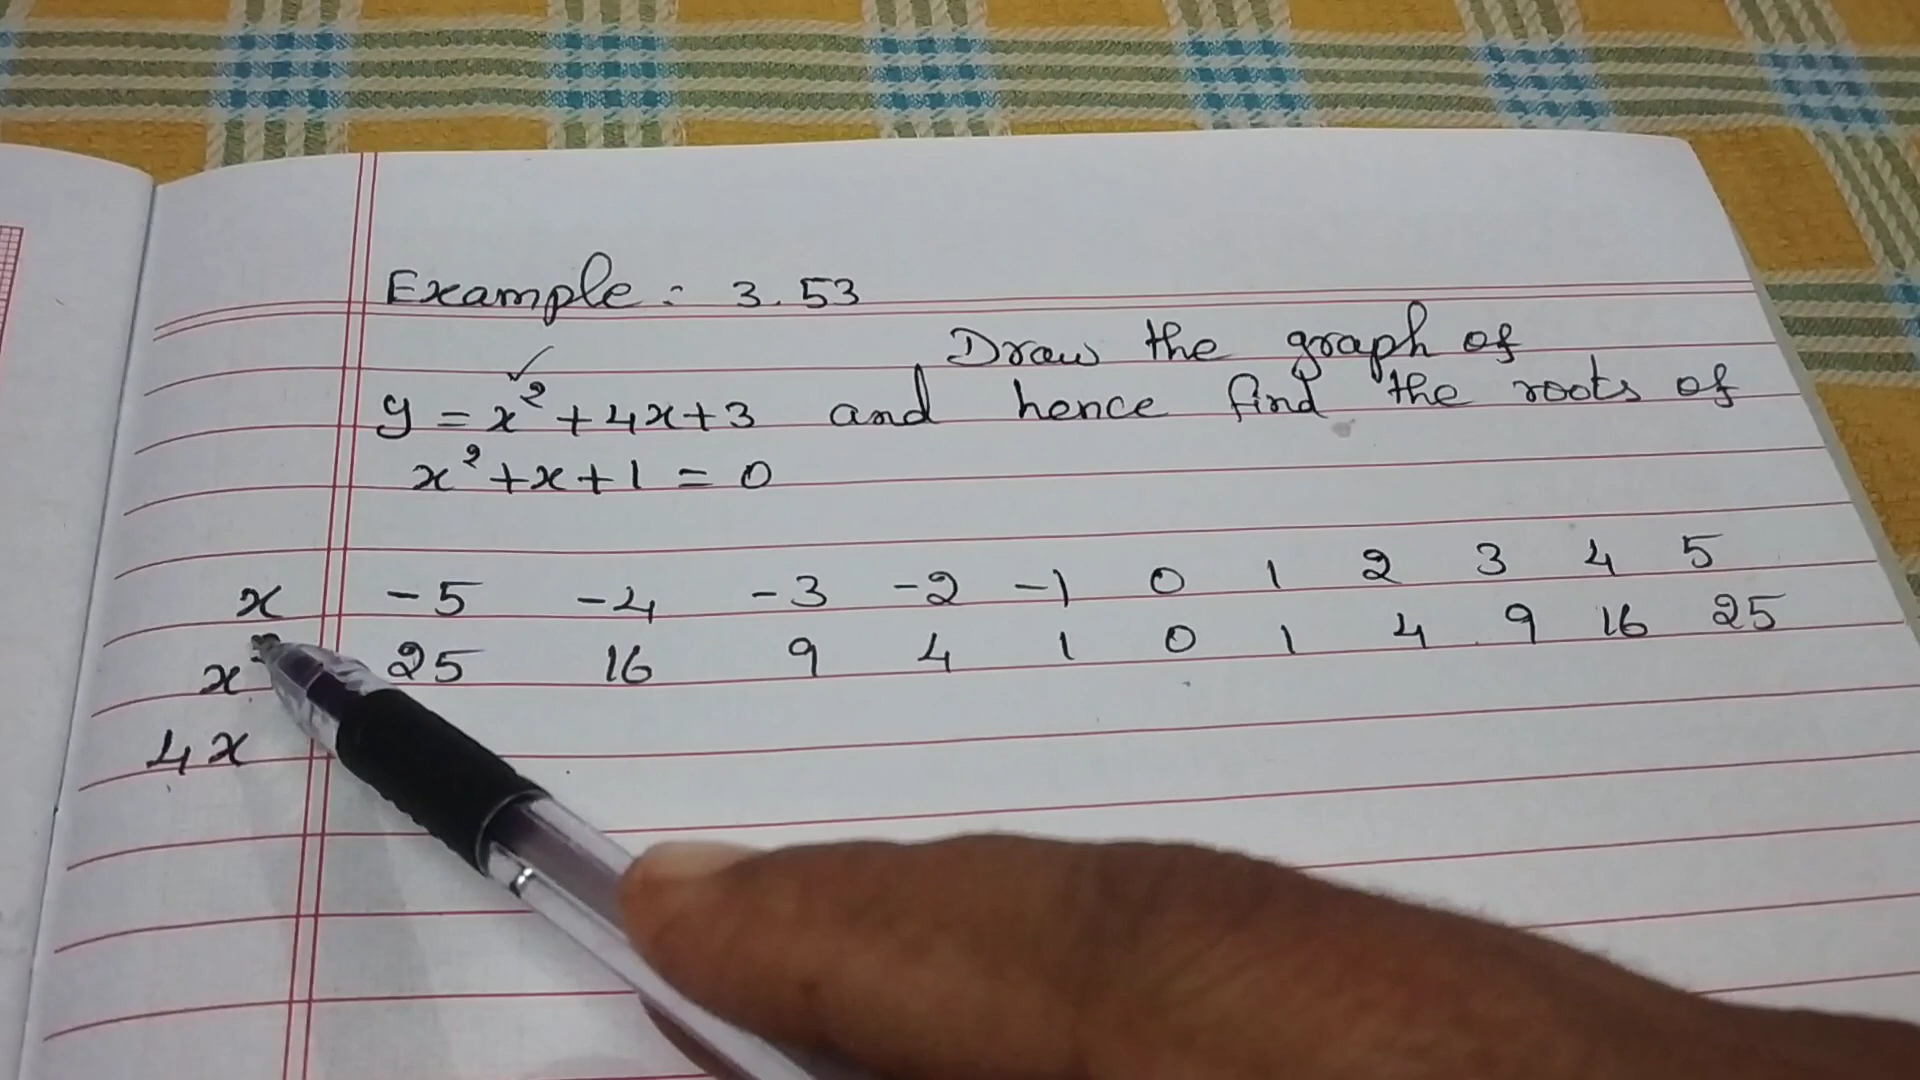 Example: 3.53
Draw the graph of
y = x² + 4x + 3 and hence find the roots of
x² + x + 1 = 0
x -5 -4 -3 -2 -1 0 1 2 3 4 5
x² 25 16 9 4 1 0 1 4 9 16 25
4x